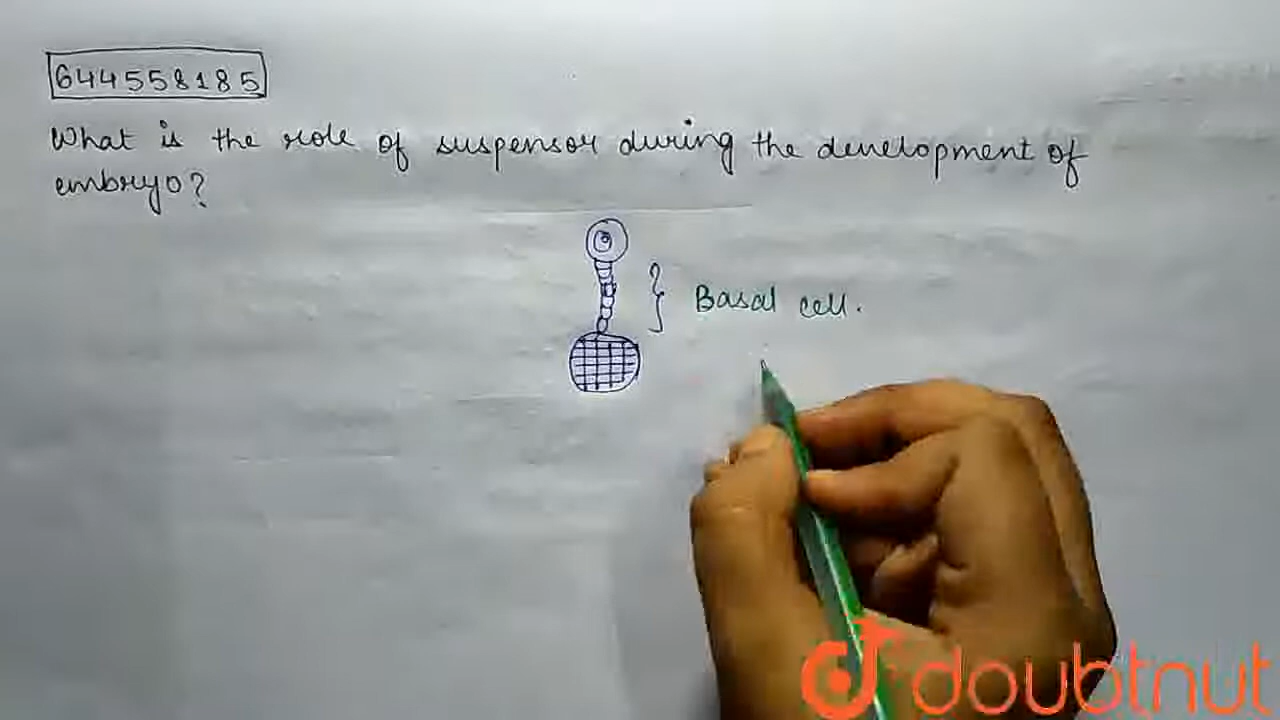 644558185
What is the role of suspensor during the development of
embryo?
Basal cell.
doubtnut